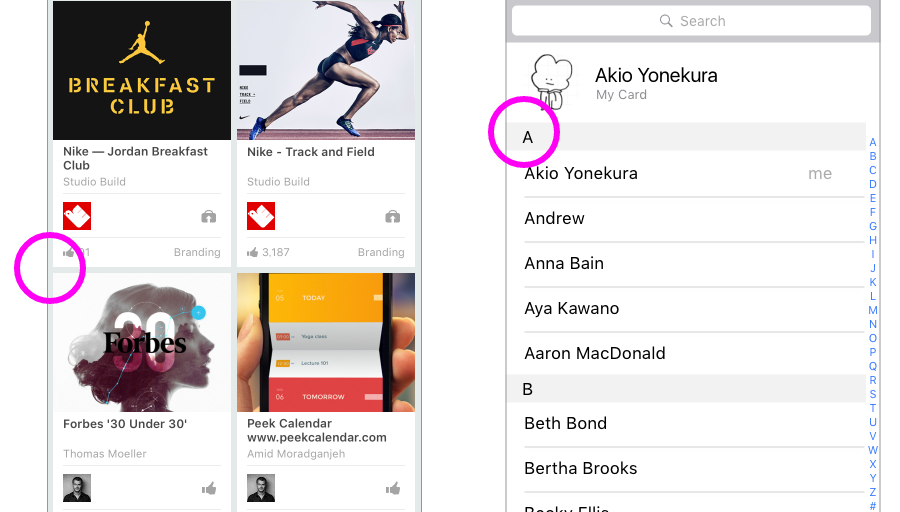 BREAKFAST
CLUB
Nike — Jordan Breakfast
Club
Studio Build
91
Branding
NIKE
TRACK +
FIELD
Nike - Track and Field
Studio Build
3,187
Branding
30
Forbes
Forbes '30 Under 30'
Thomas Moeller
05
TODAY
Yoga class
Lecture 101
06
TOMORROW
Peek Calendar
www.peekcalendar.com
Amid Moradganjeh
Search
Akio Yonekura
My Card
A
Akio Yonekura
me
Andrew
Anna Bain
Aya Kawano
Aaron MacDonald
B
Beth Bond
Bertha Brooks
Becky Ellis
A
B
C
D
E
F
G
H
I
J
K
L
M
N
O
P
Q
R
S
T
U
V
W
X
Y
Z
#